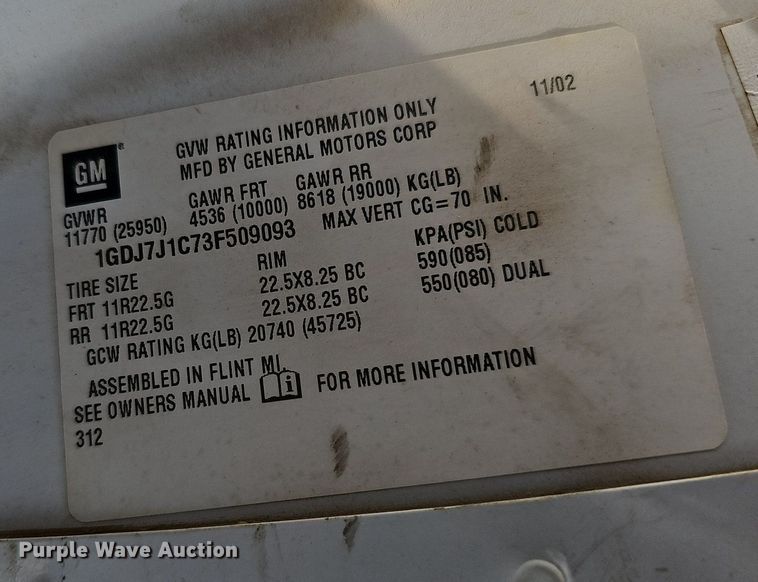 11/02
GM
GVW RATING INFORMATION ONLY
MFD BY GENERAL MOTORS CORP
GVWR GAWR FRT GAWR RR
11770 (25950) 4536 (10000) 8618 (19000) KG(LB)
1GDJ7J1C73F509093 MAX VERT CG=70 IN.
TIRE SIZE RIM KPA(PSI) COLD
FRT 11R22.5G 22.5X8.25 BC 590(085)
RR 11R22.5G 22.5X8.25 BC 550(080) DUAL
GCW RATING KG(LB) 20740 (45725)
ASSEMBLED IN FLINT MI.
SEE OWNERS MANUAL i FOR MORE INFORMATION
312
Purple Wave Auction